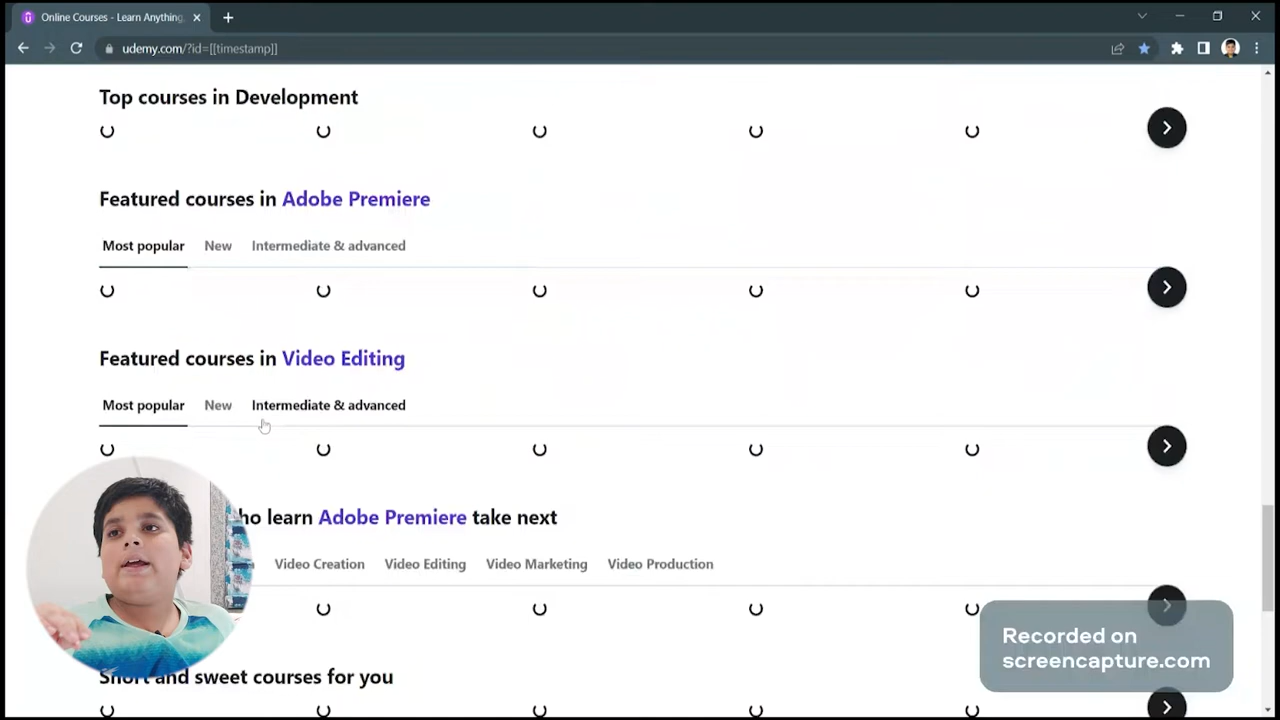 Online Courses - Learn Anything,
udemy.com/?id=[[timestamp]]
Top courses in Development
Featured courses in Adobe Premiere
Most popular New Intermediate & advanced
Featured courses in Video Editing
Most popular New Intermediate & advanced
learn Adobe Premiere take next
Video Creation Video Editing Video Marketing Video Production
Short and sweet courses for you
Recorded on
screencapture.com